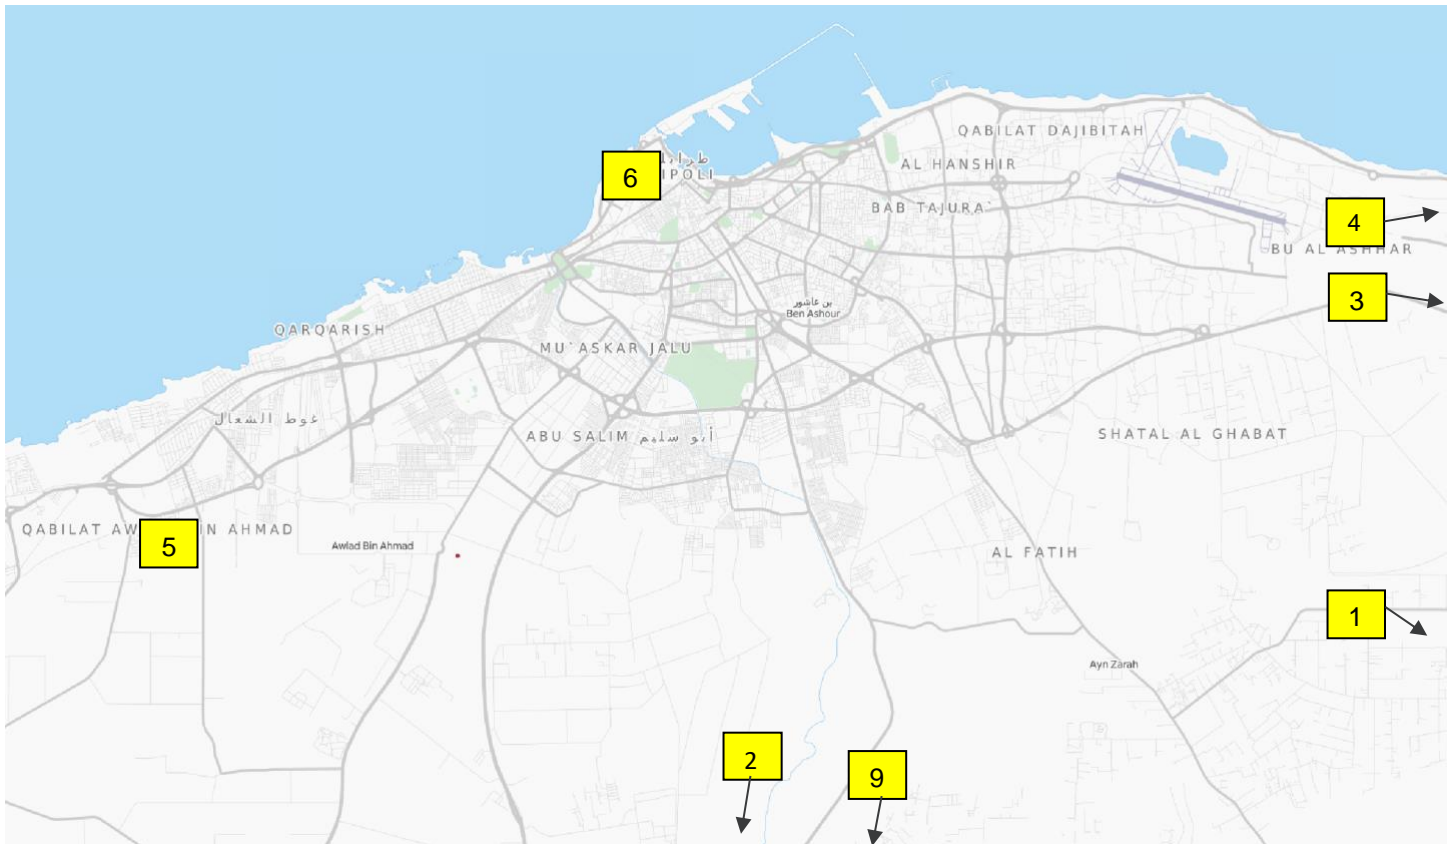 QABILAT DAJIBITAH
AL HANSHIR
6
IPOLI
BAB TAJURA`
4
BU AL ASHHAR
3
بن عاشور
Ben Ashour
QARQARISH
MU`ASKAR JALU
غوط الشعال
ABU SALIM أبو سليم
SHATAL AL GHABAT
QABILAT AW
IN AHMAD
5
Awlad Bin Ahmad
AL FATIH
1
Ayn Zarah
2
9